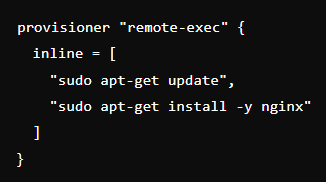 provisioner "remote-exec" {
  inline = [
    "sudo apt-get update",
    "sudo apt-get install -y nginx"
  ]
}